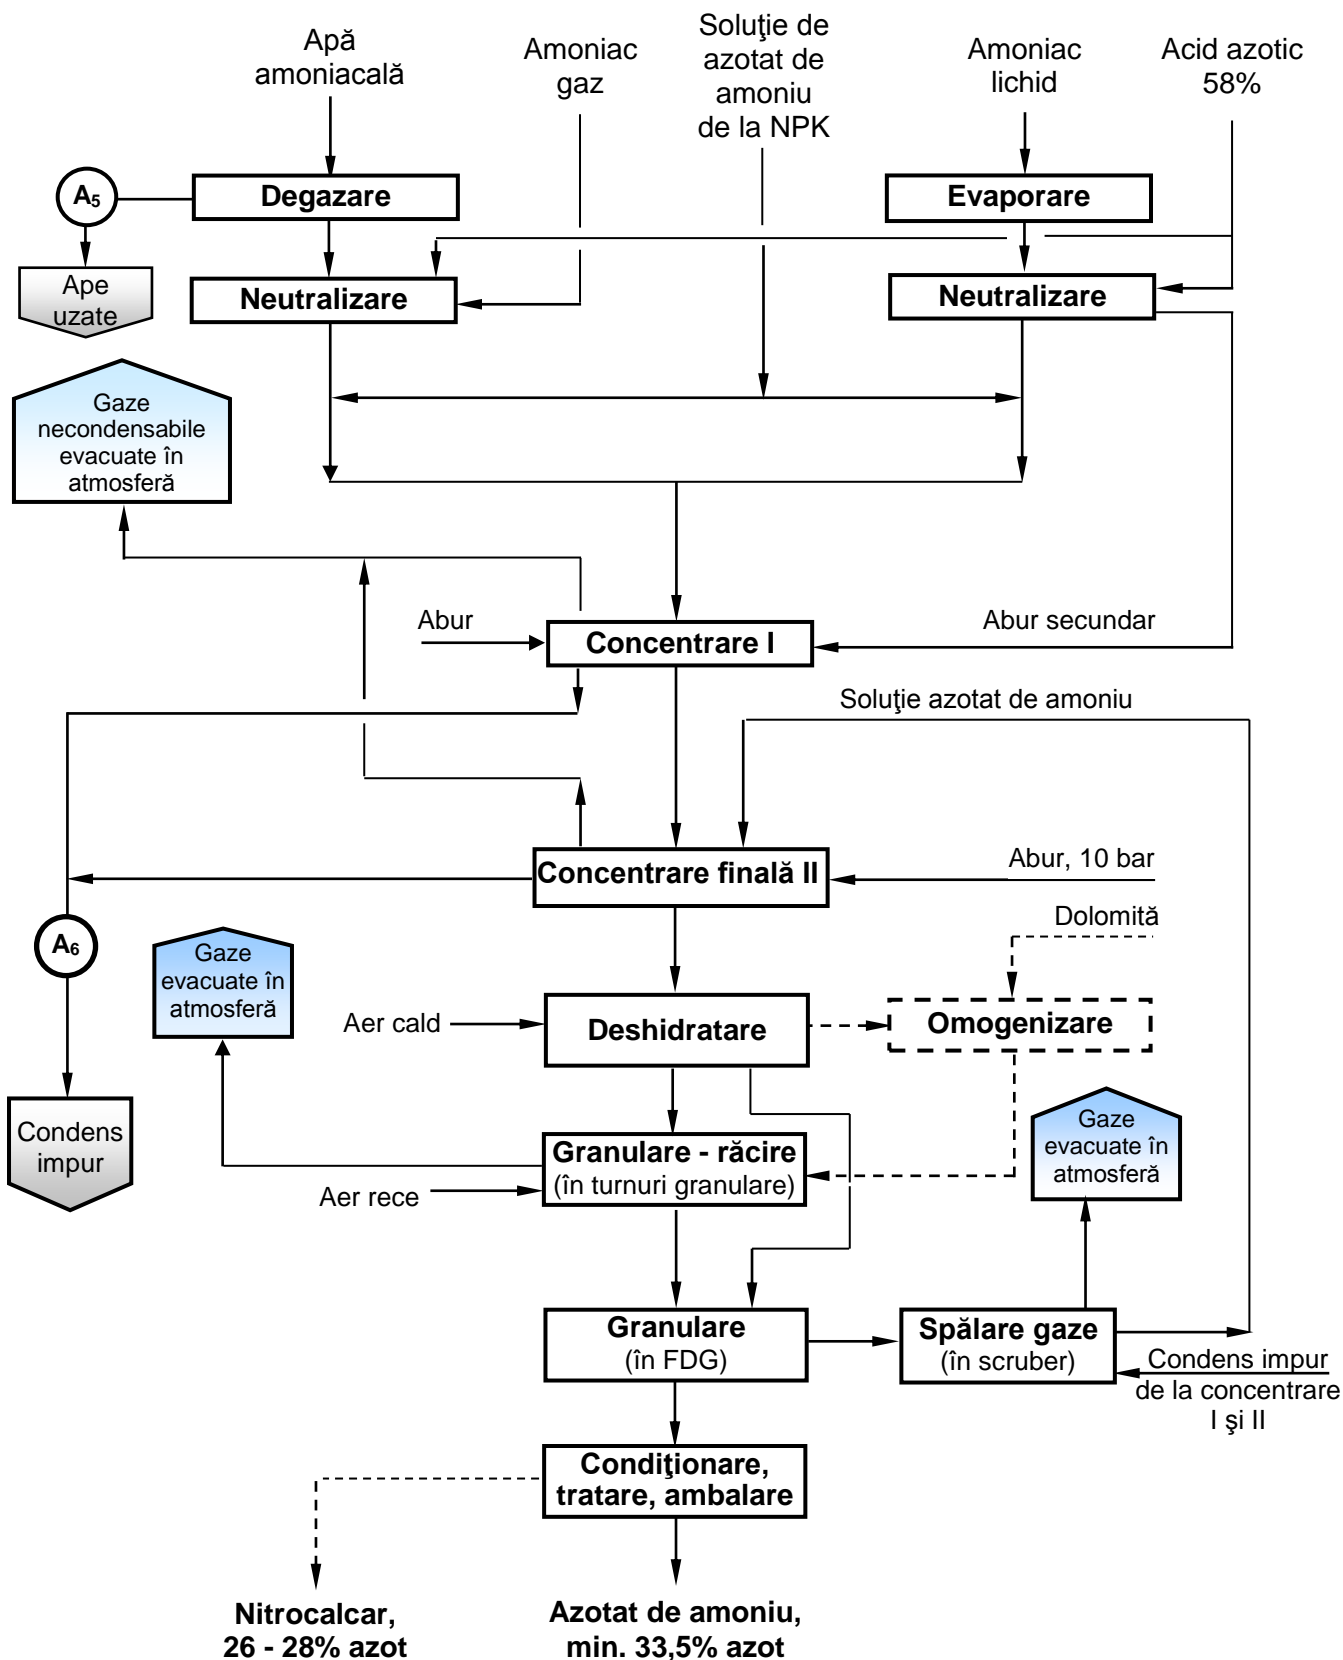 Apă
amoniacală
Amoniac
gaz
Soluţie de
azotat de
amoniu
de la NPK
Amoniac
lichid
Acid azotic
58%
A5
Degazare
Evaporare
Ape
uzate
Neutralizare
Neutralizare
Gaze
necondensabile
evacuate în
atmosferă
Abur
Concentrare I
Abur secundar
Soluţie azotat de amoniu
Concentrare finală II
Abur, 10 bar
Dolomită
A6
Gaze
evacuate în
atmosferă
Aer cald
Deshidratare
Omogenizare
Condens
impur
Granulare - răcire
(în turnuri granulare)
Aer rece
Gaze
evacuate în
atmosferă
Granulare
(în FDG)
Spălare gaze
(în scruber)
Condens impur
de la concentrare
I şi II
Condiţionare,
tratare, ambalare
Nitrocalcar,
26 - 28% azot
Azotat de amoniu,
min. 33,5% azot